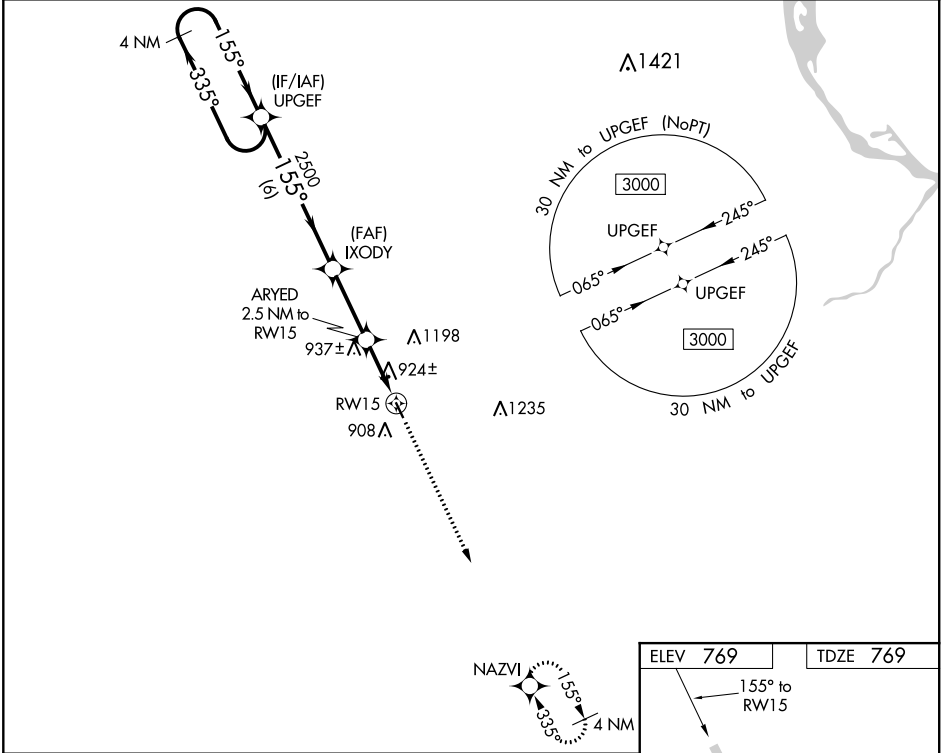 4 NM
155°
335°
(IF/IAF)
UPGEF
2500
155°
(6)
(FAF)
IXODY
ARYED
2.5 NM to
RW15
937±
1198
924±
RW15
908
1235
1421
30 NM to UPGEF (NoPT)
3000
UPGEF
245°
065°
245°
UPGEF
065°
3000
30 NM to UPGEF
NAZVI
155°
335°
4 NM
ELEV 769
TDZE 769
155° to
RW15